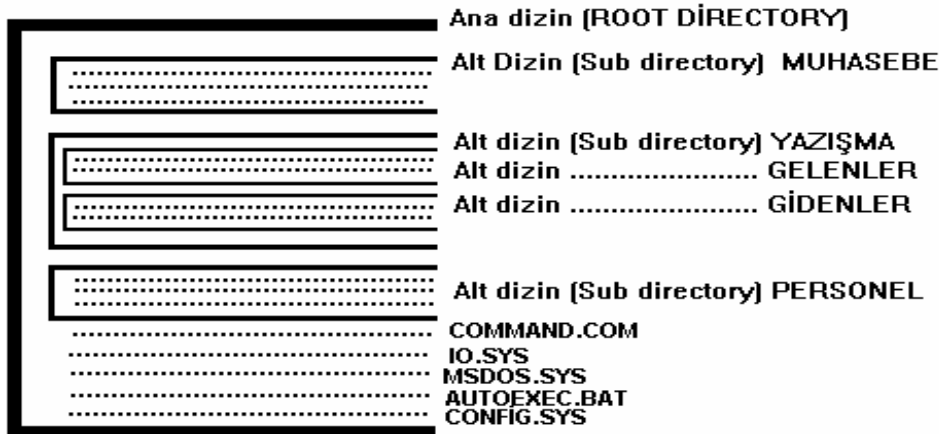 Ana dizin (ROOT DİRECTORY)
Alt Dizin (Sub directory) MUHASEBE
Alt dizin (Sub directory) YAZIŞMA
Alt dizin ........................ GELENLER
Alt dizin ........................ GİDENLER
Alt dizin (Sub directory) PERSONEL
COMMAND.COM
IO.SYS
MSDOS.SYS
AUTOEXEC.BAT
CONFIG.SYS